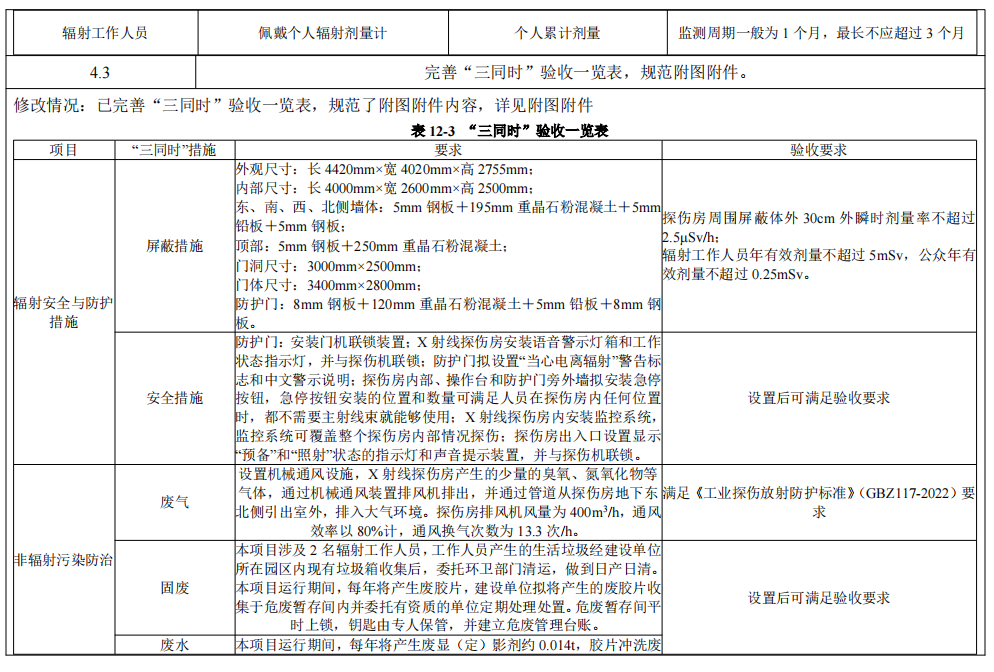 辐射工作人员 佩戴个人辐射剂量计 个人累计剂量 监测周期一般为 1 个月，最长不应超过 3 个月
4.3 完善“三同时”验收一览表，规范附图附件。
修改情况：已完善“三同时”验收一览表，规范了附图附件内容，详见附图附件
表 12-3 “三同时”验收一览表
项目 “三同时”措施 要求 验收要求
辐射安全与防护
措施
屏蔽措施
外观尺寸：长 4420mm×宽 4020mm×高 2755mm；
内部尺寸：长 4000mm×宽 2600mm×高 2500mm；
东、南、西、北侧墙体：5mm 钢板＋195mm 重晶石粉混凝土＋5mm
铅板＋5mm 钢板；
顶部：5mm 钢板＋250mm 重晶石粉混凝土；
门洞尺寸：3000mm×2500mm；
门体尺寸：3400mm×2800mm；
防护门：8mm 钢板＋120mm 重晶石粉混凝土＋5mm 铅板＋8mm 钢
板。
探伤房周围屏蔽体外 30cm 外瞬时剂量率不超过
2.5μSv/h；
辐射工作人员年有效剂量不超过 5mSv，公众年有
效剂量不超过 0.25mSv。
安全措施
防护门：安装门机联锁装置；X 射线探伤房安装语音警示灯箱和工作
状态指示灯，并与探伤机联锁；防护门拟设置“当心电离辐射”警告标
志和中文警示说明；探伤房内部、操作台和防护门旁外墙拟安装急停
按钮，急停按钮安装的位置和数量可满足人员在探伤房内任何位置
时，都不需要主射线束就能够使用；X 射线探伤房内安装监控系统，
监控系统可覆盖整个探伤房内部情况探伤；探伤房出入口设置显示
“预备”和“照射”状态的指示灯和声音提示装置，并与探伤机联锁。
设置后可满足验收要求
非辐射污染防治
废气
设置机械通风设施，X 射线探伤房产生的少量的臭氧、氮氧化物等
气体，通过机械通风装置排风机排出，并通过管道从探伤房地下东
北侧引出室外，排入大气环境。探伤房排风机风量为 400m³/h，通风
效率以 80%计，通风换气次数为 13.3 次/h。
满足《工业探伤放射防护标准》（GBZ117-2022）要
求
固废
本项目涉及 2 名辐射工作人员，工作人员产生的生活垃圾经建设单位
所在园区内现有垃圾箱收集后，委托环卫部门清运，做到日产日清。
本项目运行期间，每年将产生废胶片，建设单位拟将产生的废胶片收
集于危废暂存间内并委托有资质的单位定期处理处置。危废暂存间平
时上锁，钥匙由专人保管，并建立危废管理台账。
设置后可满足验收要求
废水
本项目运行期间，每年将产生废显（定）影剂约 0.014t，胶片冲洗废